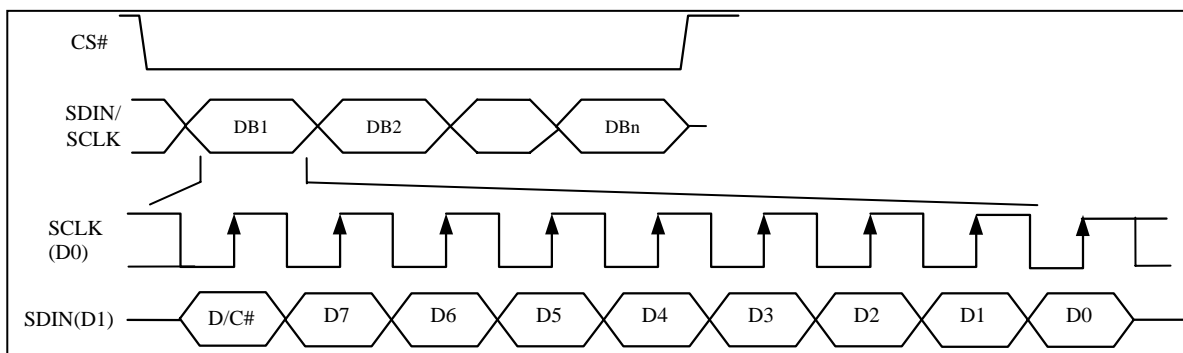 CS#
SDIN/
SCLK
DB1 DB2 DBn
SCLK
(D0)
SDIN(D1) D/C# D7 D6 D5 D4 D3 D2 D1 D0